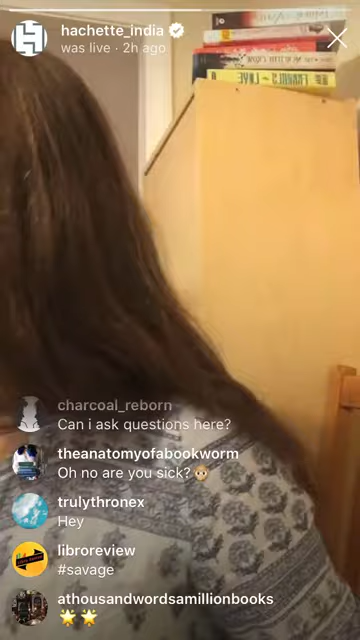 hachette_india
was live · 2h ago
charcoal_reborn
Can i ask questions here?
theanatomyofabookworm
Oh no are you sick? 🐵
trulythronex
Hey
libroreview
#savage
athousandwordsamillionbooks
🌟🌟